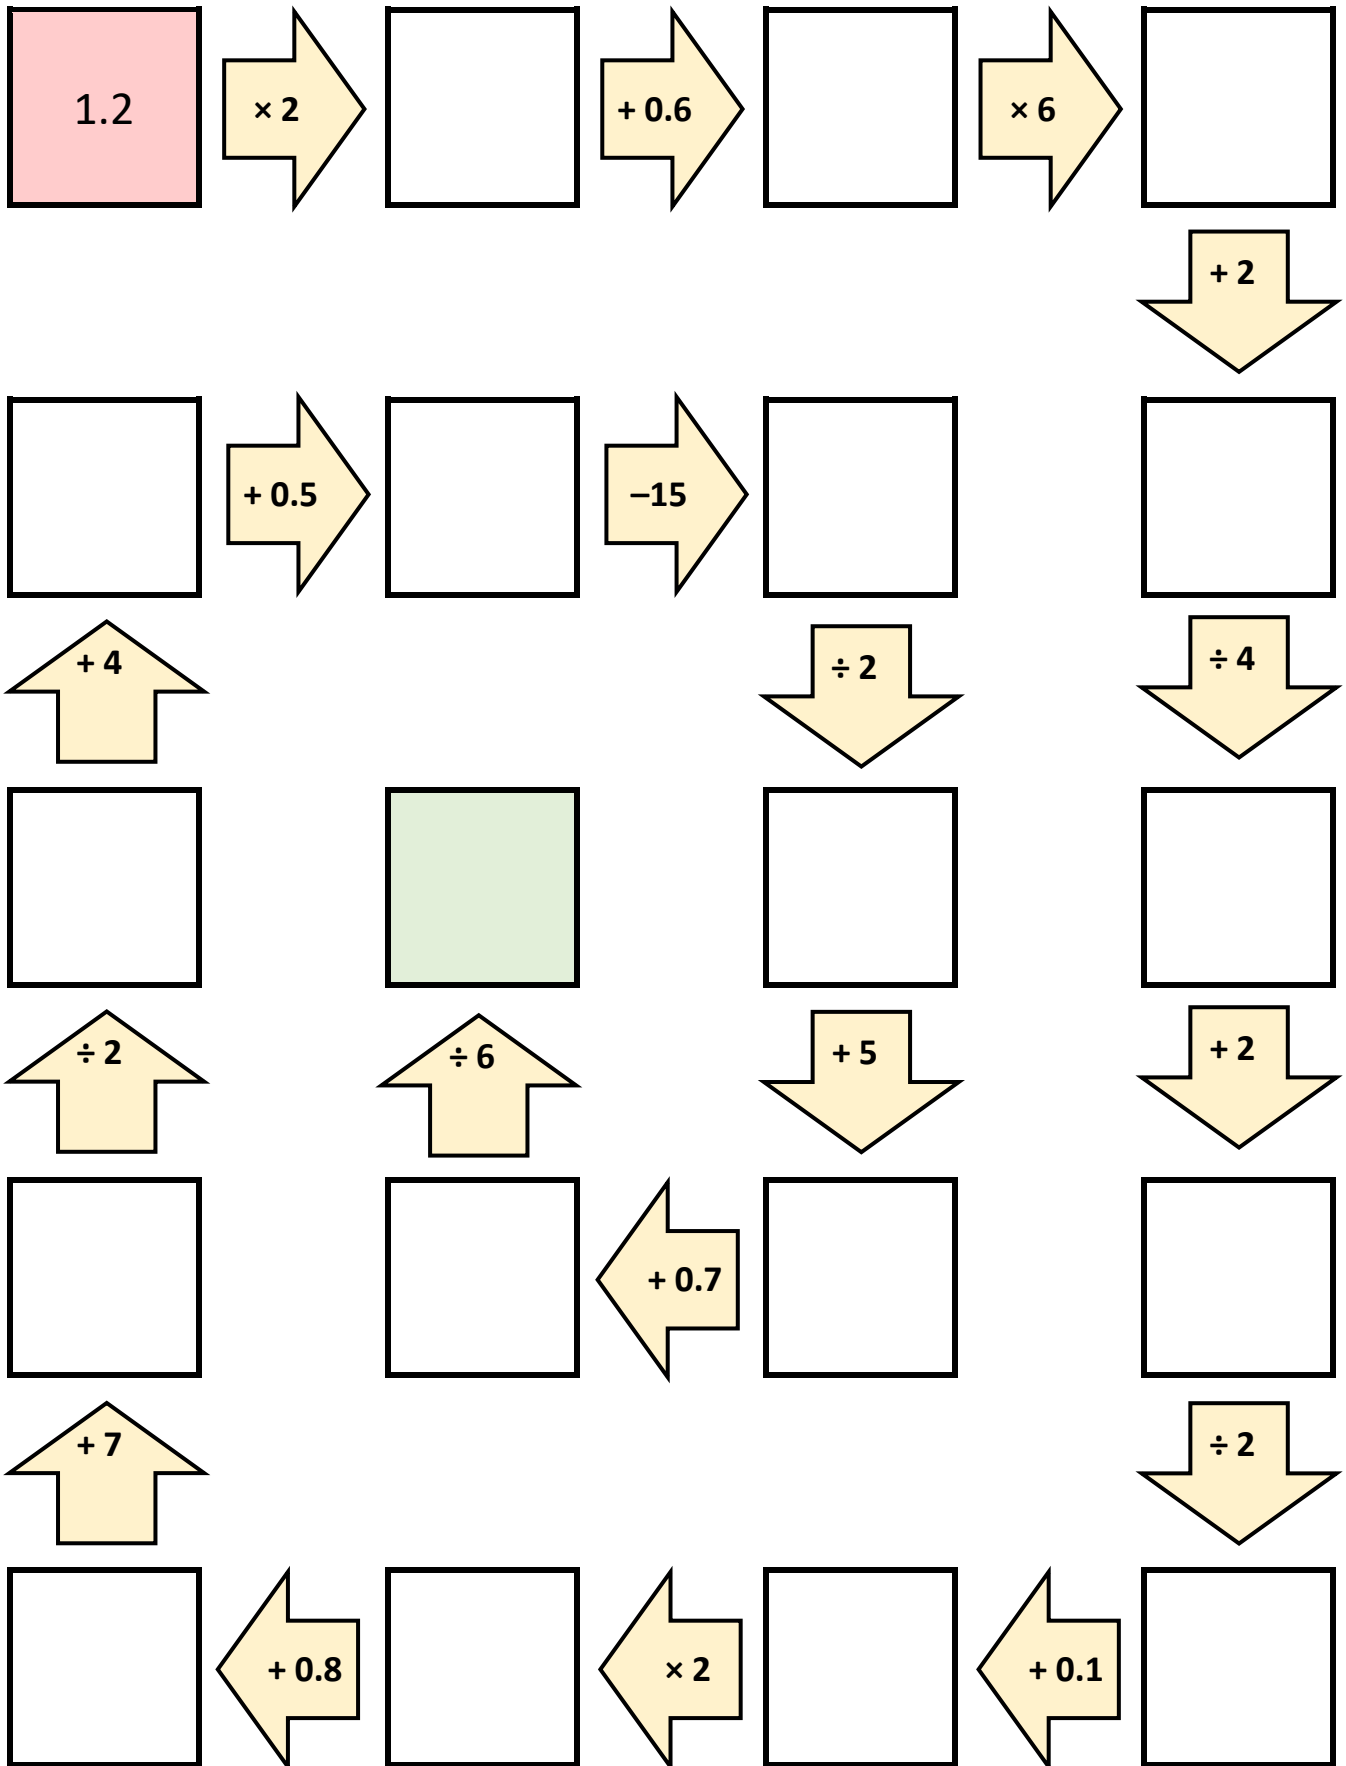 1.2 × 2 + 0.6 × 6
+ 2
+ 0.5 –15
+ 4 ÷ 2 ÷ 4
÷ 2 ÷ 6 + 5 + 2
+ 0.7
+ 7 ÷ 2
+ 0.8 × 2 + 0.1